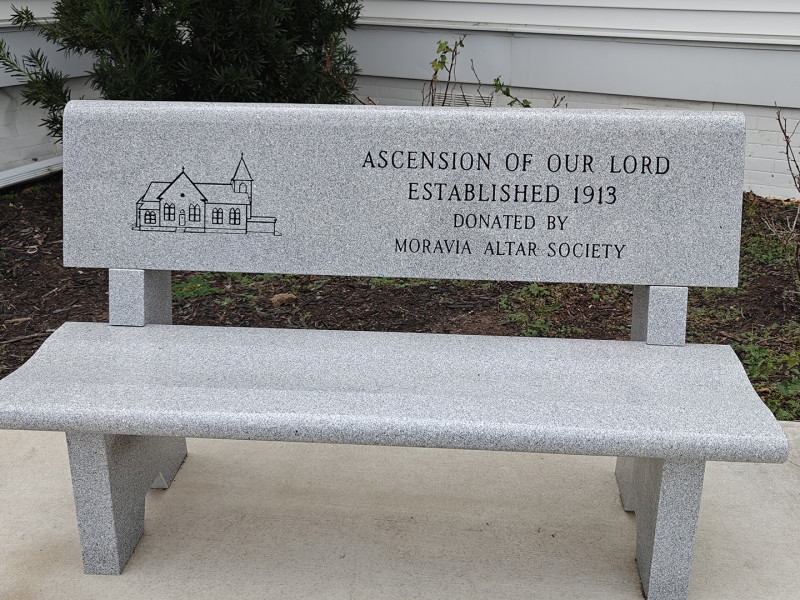 ASCENSION OF OUR LORD
ESTABLISHED 1913
DONATED BY
MORAVIA ALTAR SOCIETY